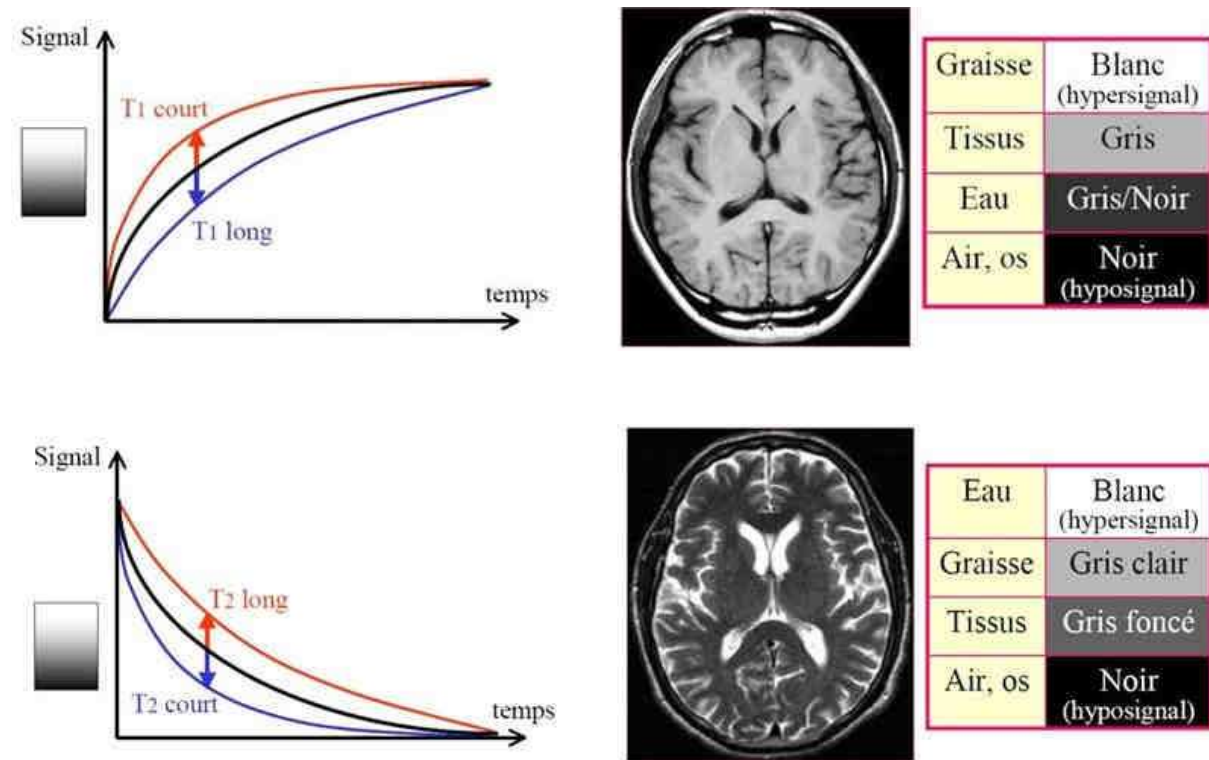 Signal
T1 court
T1 long
temps
Graisse
Blanc
(hypersignal)
Tissus
Gris
Eau
Gris/Noir
Air, os
Noir
(hyposignal)
Signal
T2 long
T2 court
temps
Eau
Blanc
(hypersignal)
Graisse
Gris clair
Tissus
Gris foncé
Air, os
Noir
(hyposignal)